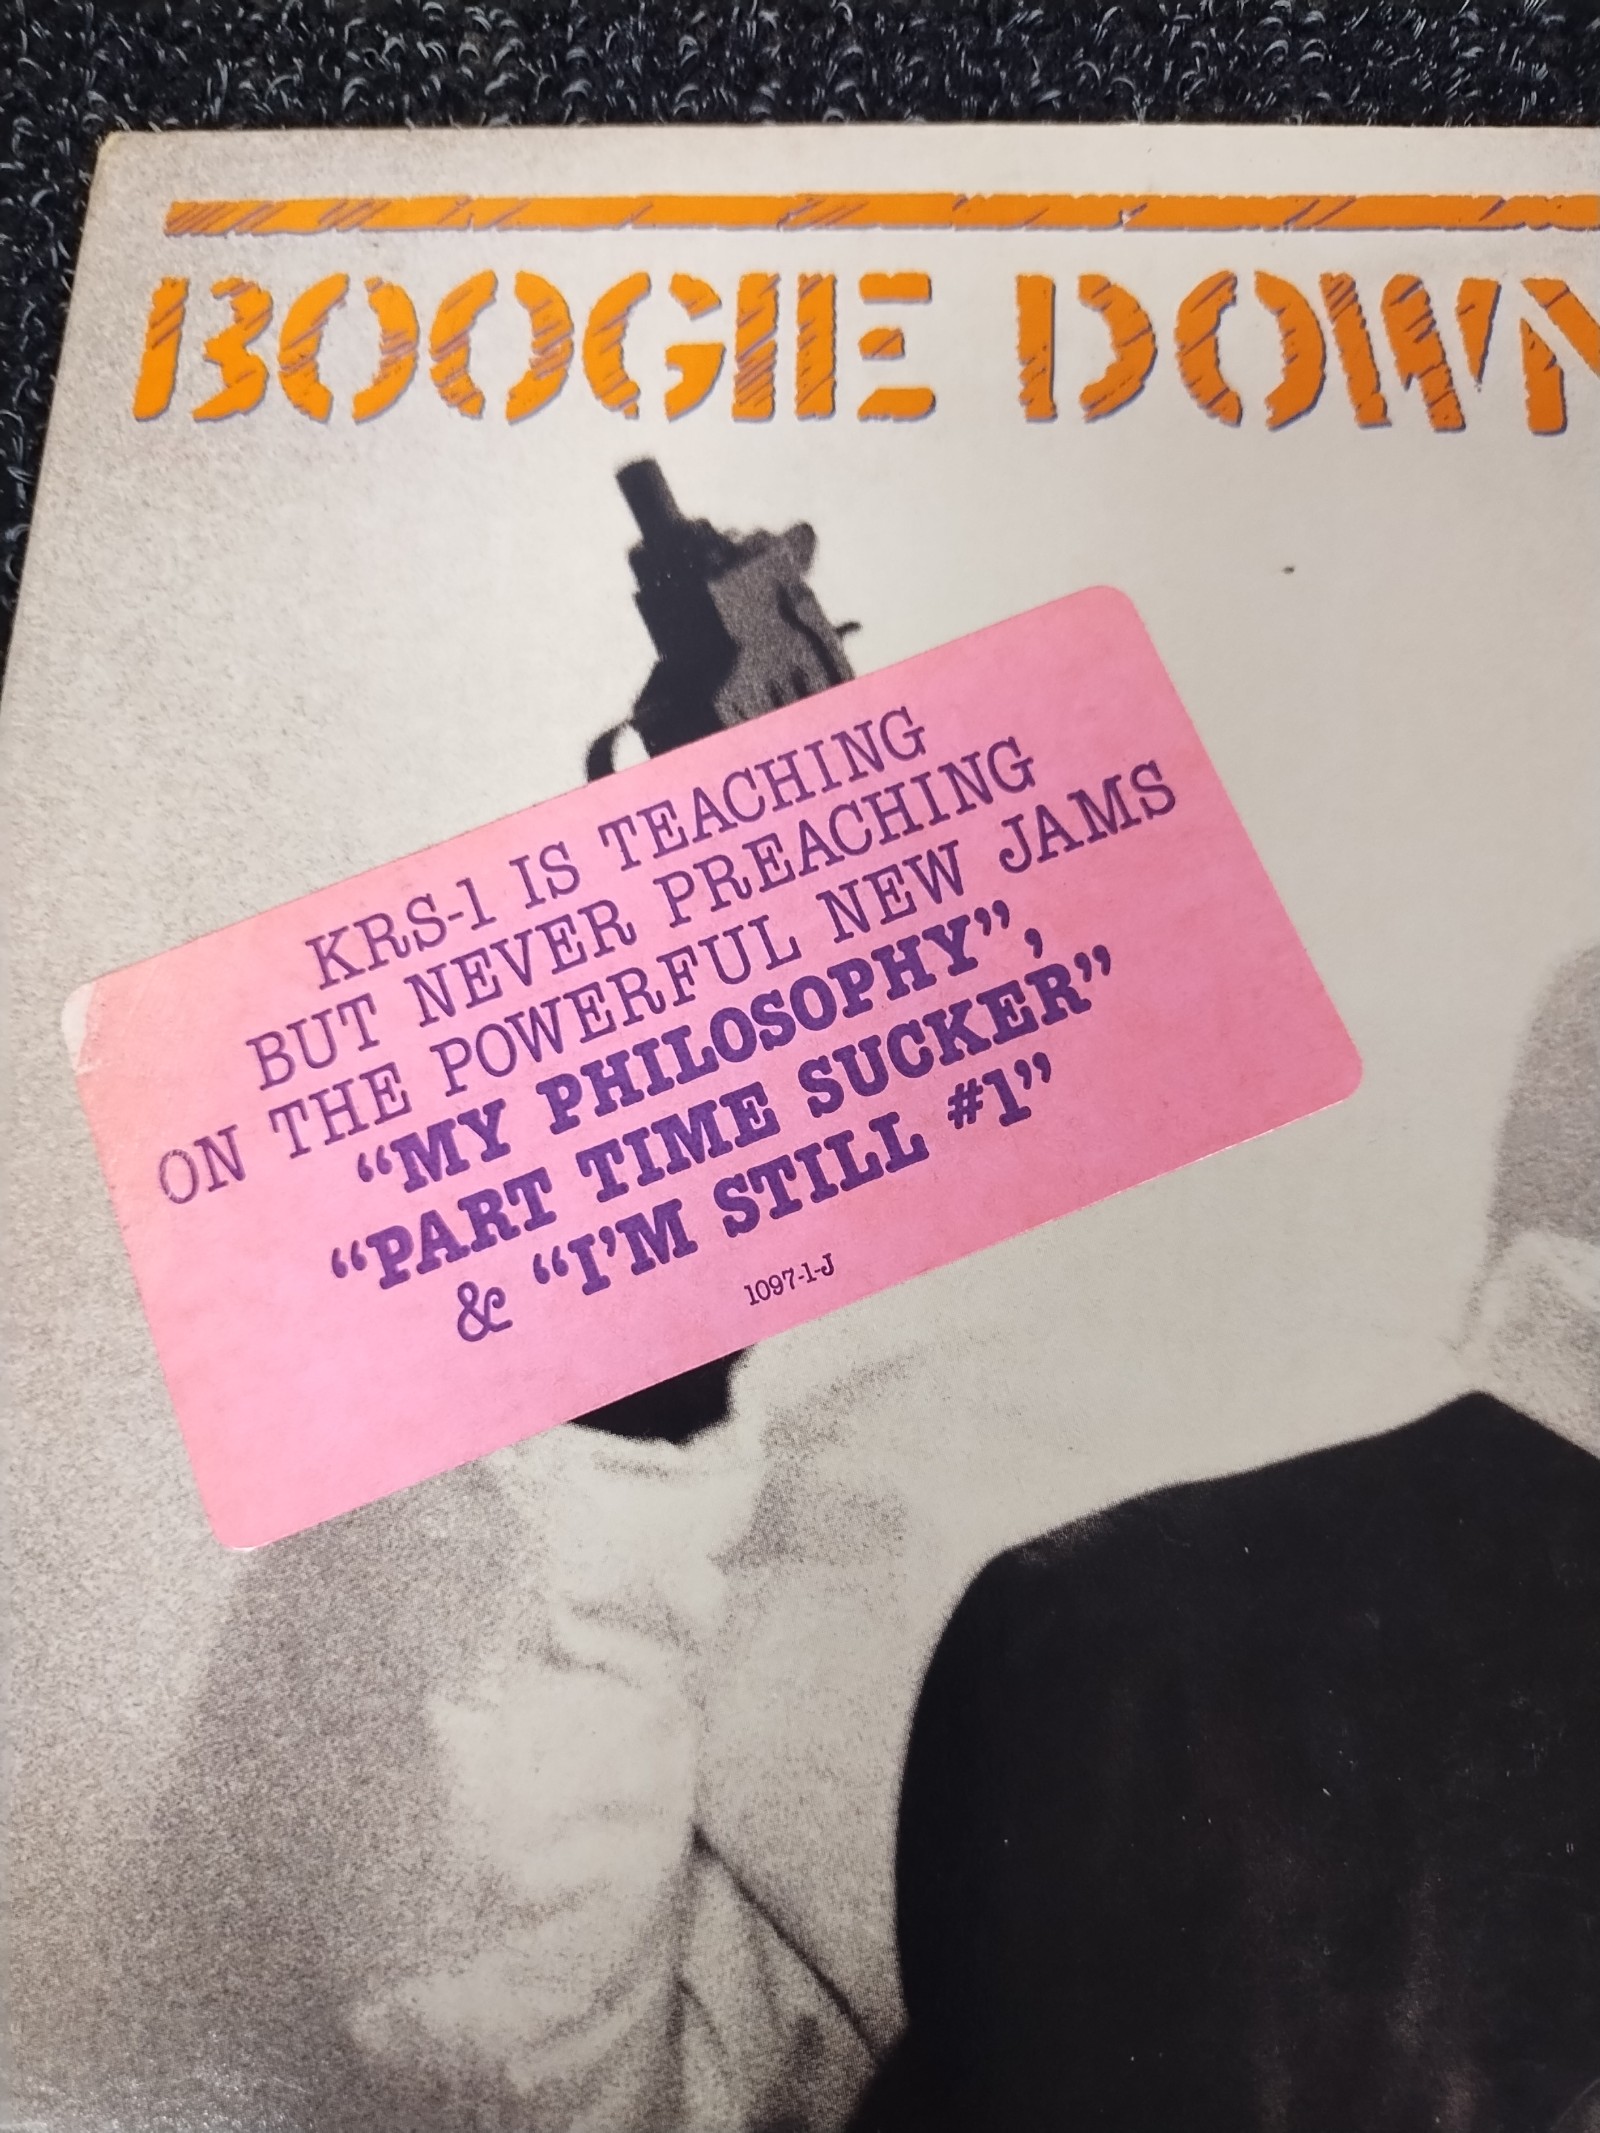 BOOGIE DOWN
KRS-1 IS TEACHING
BUT NEVER PREACHING
ON THE POWERFUL NEW JAMS
“MY PHILOSOPHY”,
“PART TIME SUCKER”
& “I’M STILL #1”
1097-1-J